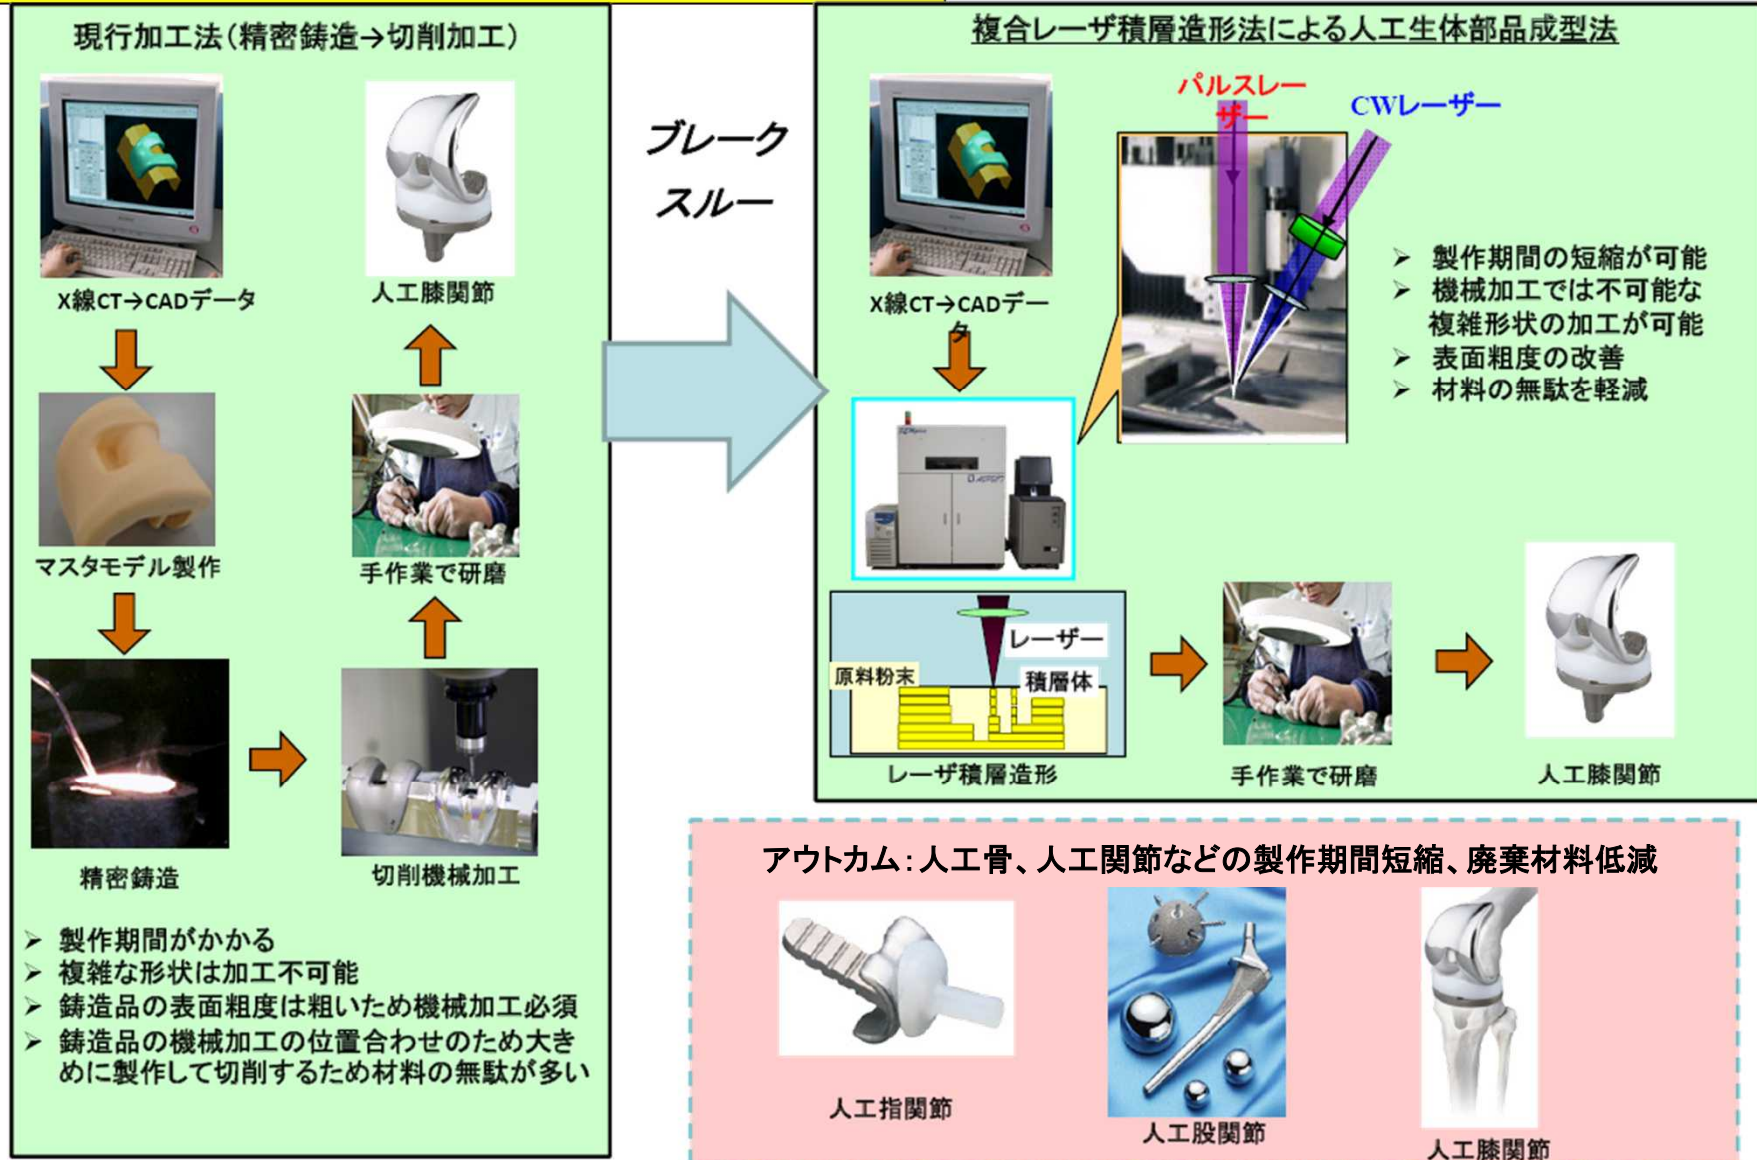 現行加工法（精密鋳造→切削加工）
X線CT→CADデータ
人工膝関節
マスタモデル製作
手作業で研磨
精密鋳造
切削機械加工
➢ 製作期間がかかる
➢ 複雑な形状は加工不可能
➢ 鋳造品の表面粗度は粗いため機械加工必須
➢ 鋳造品の機械加工の位置合わせのため大き
めに製作して切削するため材料の無駄が多い
ブレーク
スルー
複合レーザ積層造形法による人工生体部品成型法
パルスレー
ザー
CWレーザー
X線CT→CADデー
タ
➢ 製作期間の短縮が可能
➢ 機械加工では不可能な
複雑形状の加工が可能
➢ 表面粗度の改善
➢ 材料の無駄を軽減
レーザー
原料粉末
積層体
レーザ積層造形
手作業で研磨
人工膝関節
アウトカム：人工骨、人工関節などの製作期間短縮、廃棄材料低減
人工指関節
人工股関節
人工膝関節